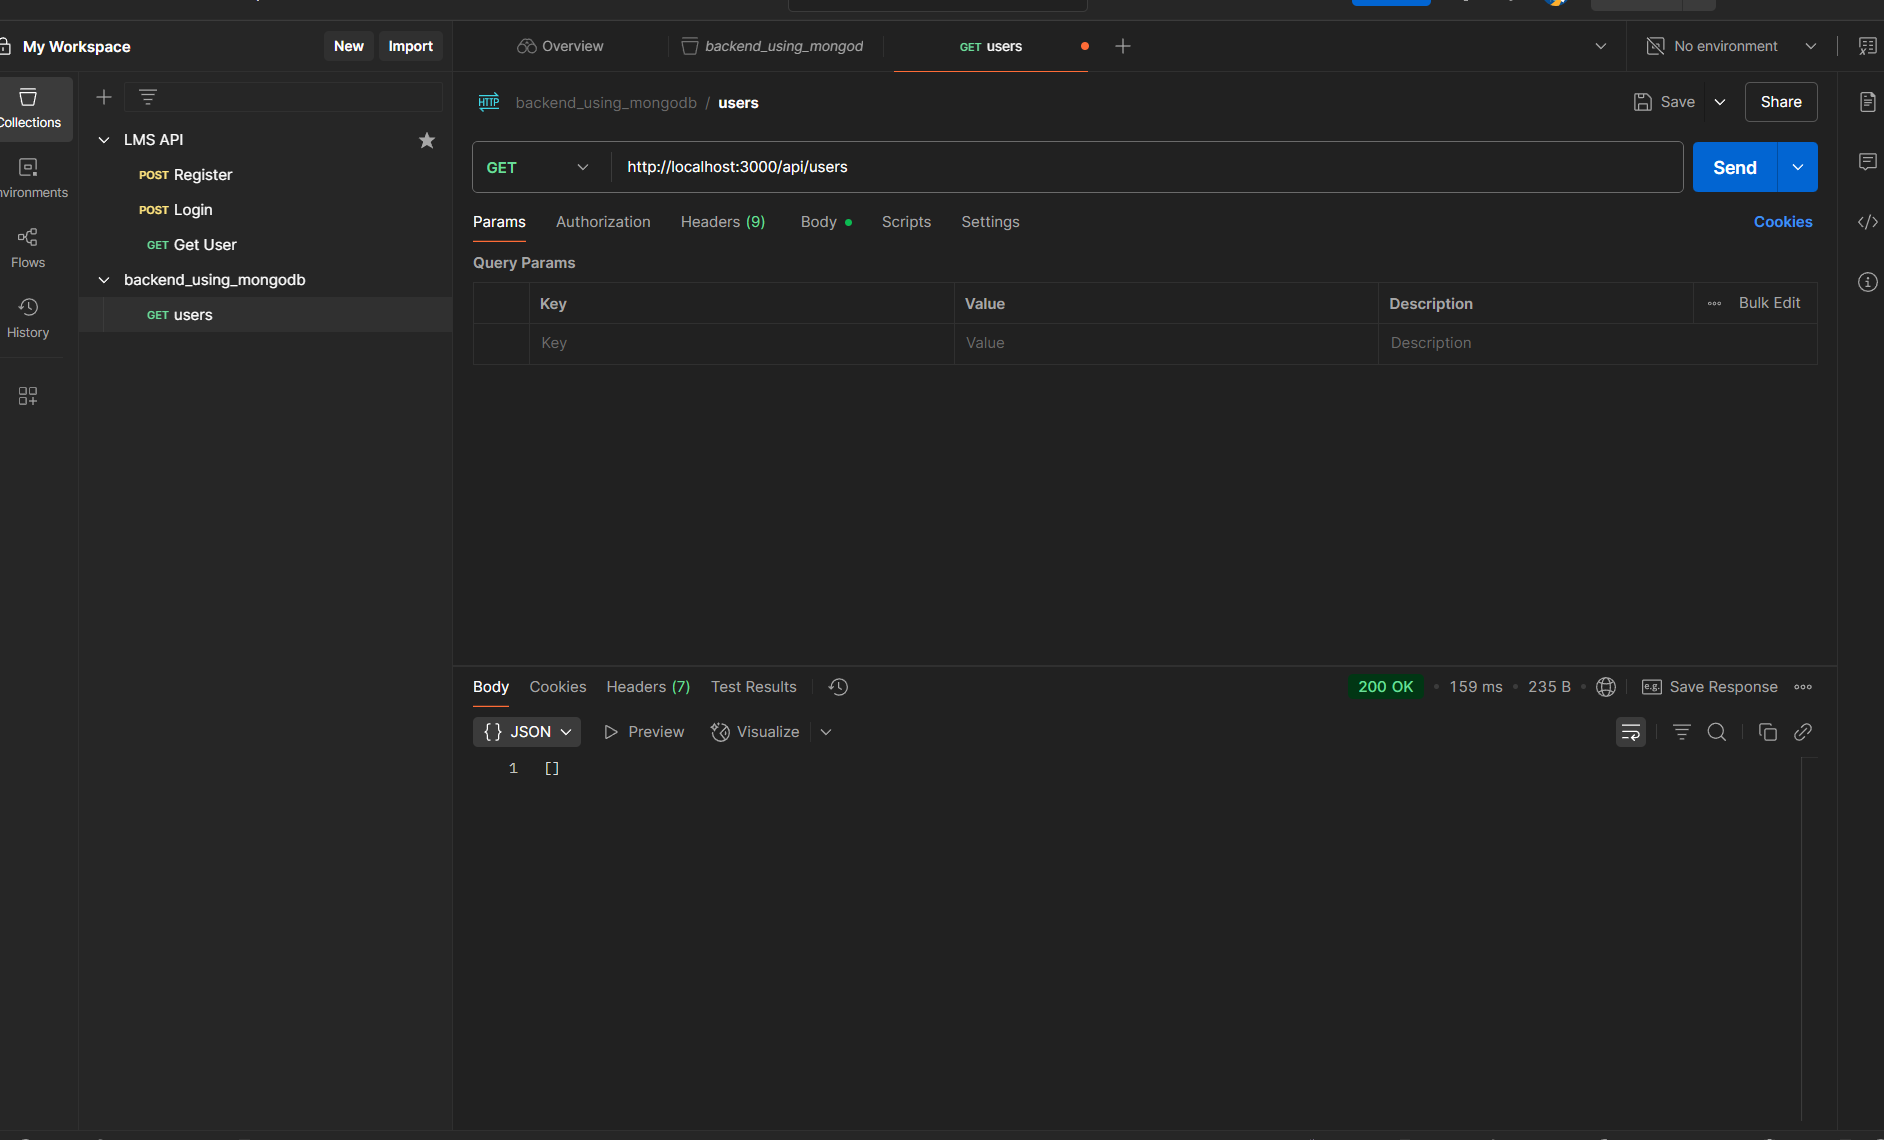 My Workspace
New
Import
Overview
backend_using_mongod
GET users
No environment
Collections
LMS API
POST Register
POST Login
GET Get User
backend_using_mongodb
GET users
nvironments
Flows
History
HTTP backend_using_mongodb / users
Save
Share
GET
http://localhost:3000/api/users
Send
Params
Authorization
Headers (9)
Body
Scripts
Settings
Cookies
Query Params
Key
Value
Description
Bulk Edit
Key
Value
Description
Body
Cookies
Headers (7)
Test Results
200 OK
159 ms
235 B
e.g. Save Response
{} JSON
Preview
Visualize
1 []